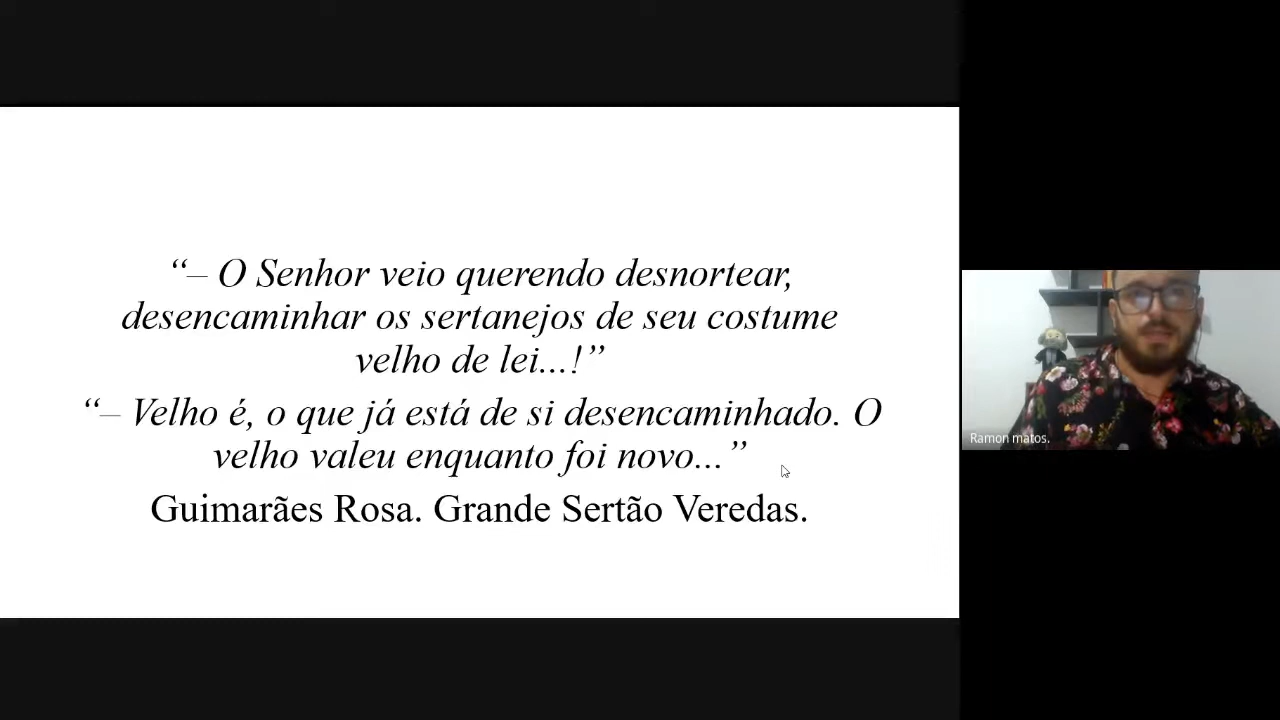 “– O Senhor veio querendo desnortear,
desencaminhar os sertanejos de seu costume
velho de lei...!”
“– Velho é, o que já está de si desencaminhado. O
velho valeu enquanto foi novo...”
Guimarães Rosa. Grande Sertão Veredas.
Ramon matos.